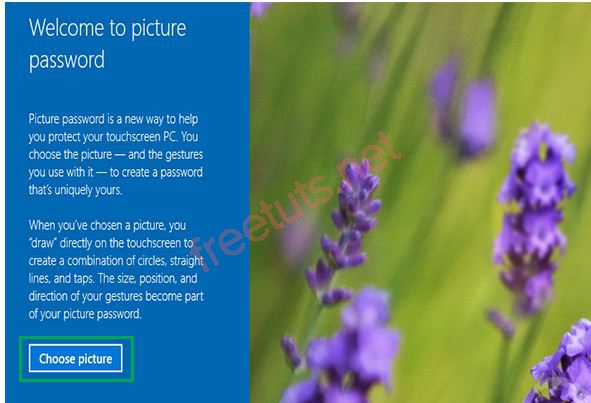 Welcome to picture
password
Picture password is a new way to help
you protect your touchscreen PC. You
choose the picture — and the gestures
you use with it — to create a password
that's uniquely yours.
When you've chosen a picture, you
"draw" directly on the touchscreen to
create a combination of circles, straight
lines, and taps. The size, position, and
direction of your gestures become part
of your picture password.
Choose picture
freetuts.net